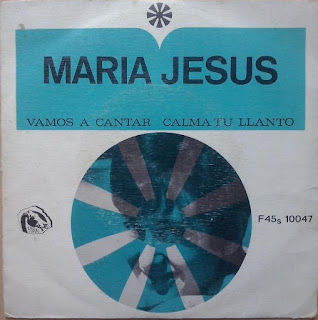 MARIA JESUS
VAMOS A CANTAR CALMA TU LLANTO
F45s 10047